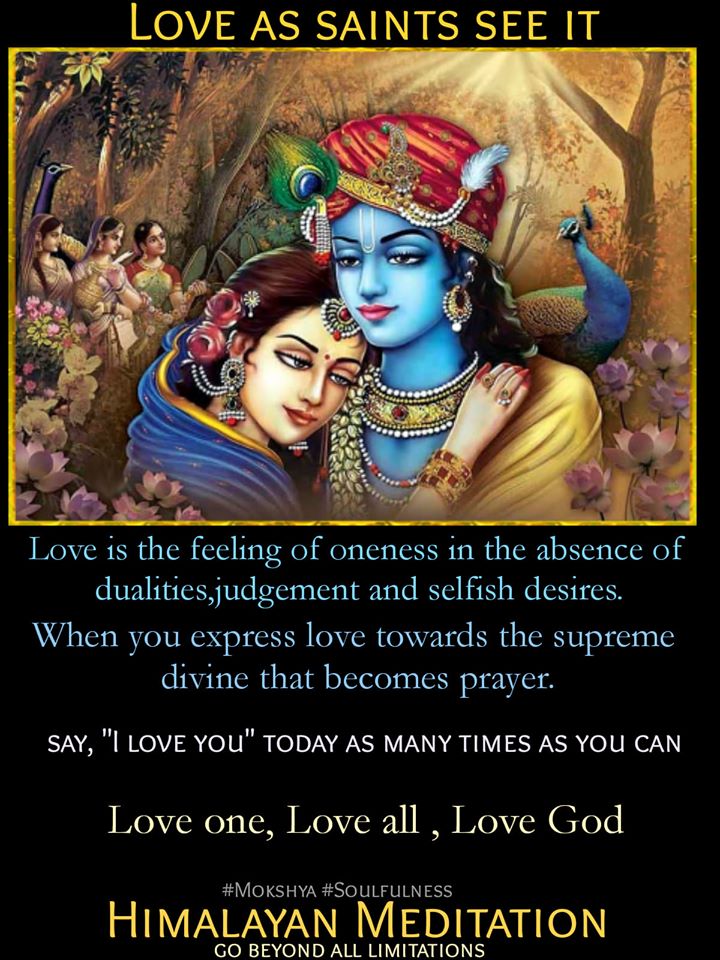 Love as saints see it
Love is the feeling of oneness in the absence of
dualities,judgement and selfish desires.
When you express love towards the supreme
divine that becomes prayer.
say, "I love you" today as many times as you can
Love one, Love all , Love God
#Mokshya #Soulfulness
Himalayan Meditation
go beyond all limitations